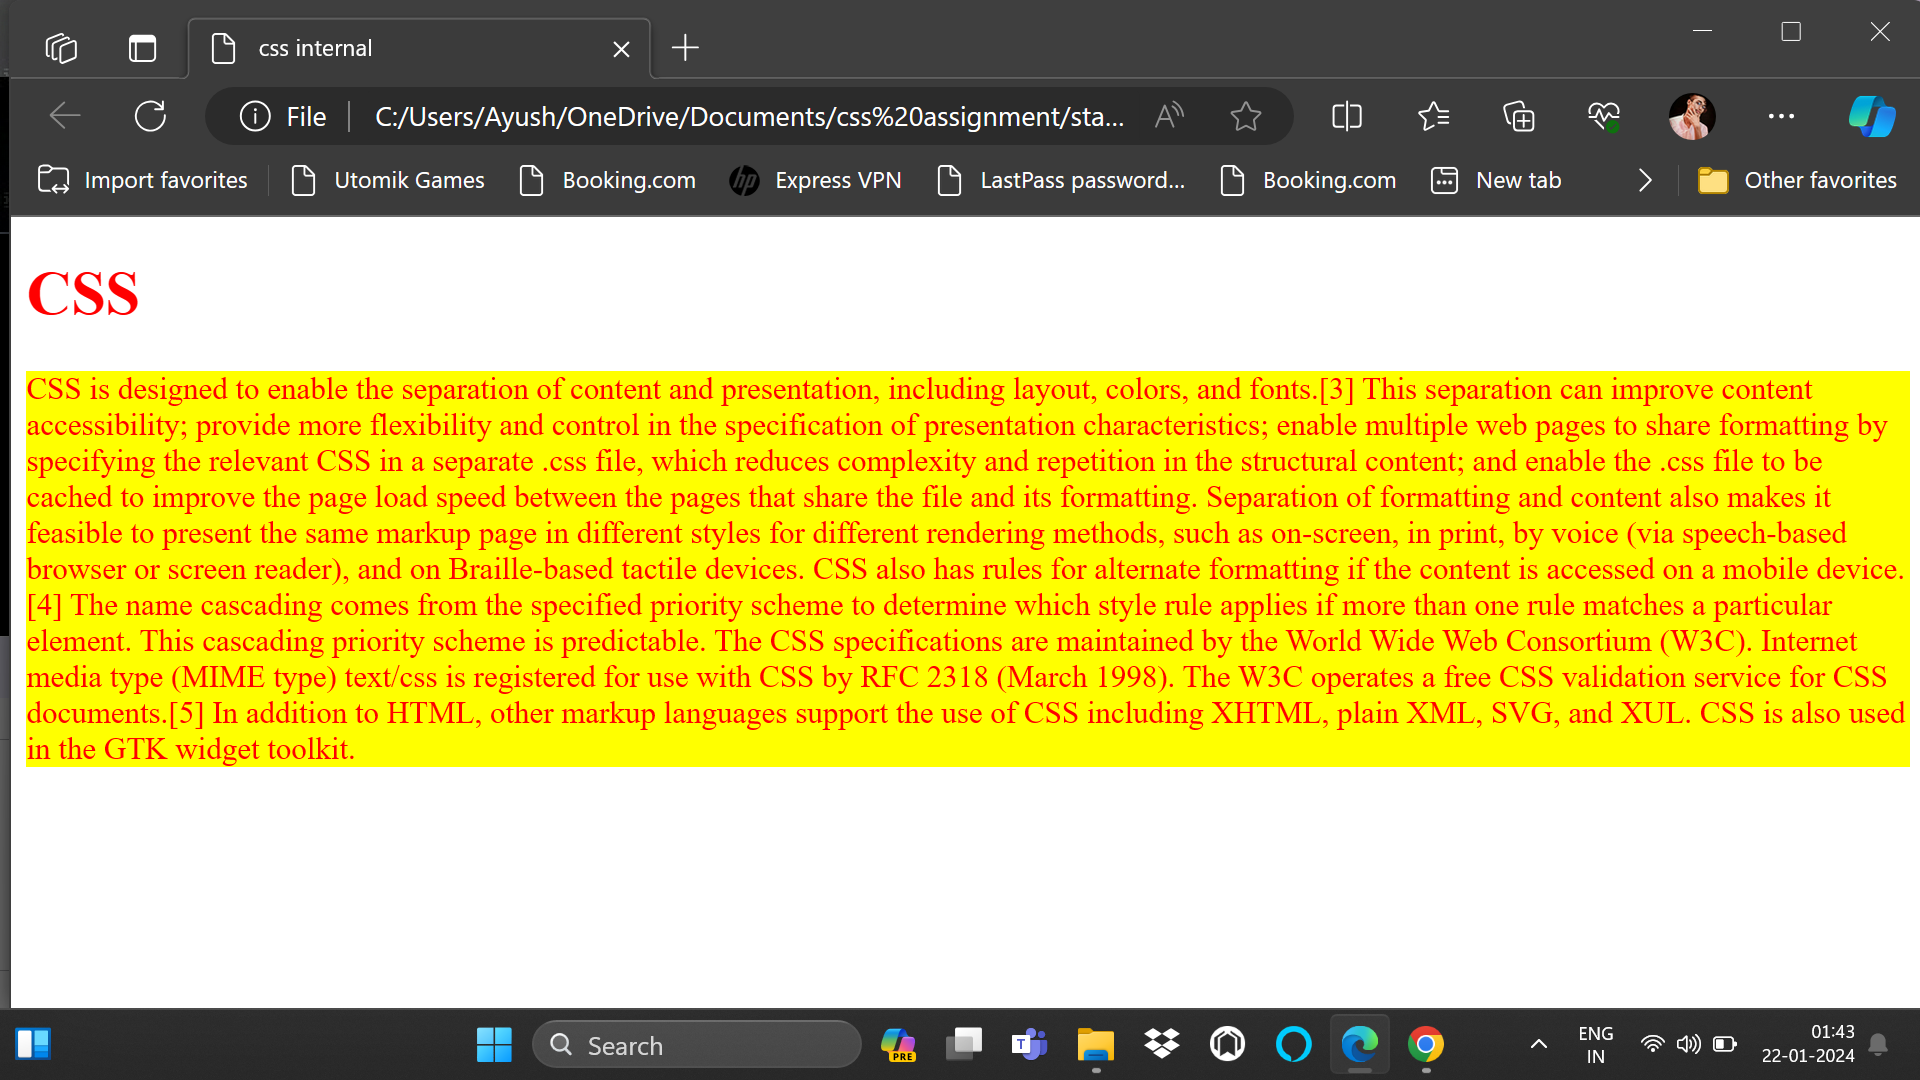 css internal
File C:/Users/Ayush/OneDrive/Documents/css%20assignment/sta...
Import favorites Utomik Games Booking.com Express VPN LastPass password... Booking.com New tab Other favorites
CSS
CSS is designed to enable the separation of content and presentation, including layout, colors, and fonts.[3] This separation can improve content
accessibility; provide more flexibility and control in the specification of presentation characteristics; enable multiple web pages to share formatting by
specifying the relevant CSS in a separate .css file, which reduces complexity and repetition in the structural content; and enable the .css file to be
cached to improve the page load speed between the pages that share the file and its formatting. Separation of formatting and content also makes it
feasible to present the same markup page in different styles for different rendering methods, such as on-screen, in print, by voice (via speech-based
browser or screen reader), and on Braille-based tactile devices. CSS also has rules for alternate formatting if the content is accessed on a mobile device.
[4] The name cascading comes from the specified priority scheme to determine which style rule applies if more than one rule matches a particular
element. This cascading priority scheme is predictable. The CSS specifications are maintained by the World Wide Web Consortium (W3C). Internet
media type (MIME type) text/css is registered for use with CSS by RFC 2318 (March 1998). The W3C operates a free CSS validation service for CSS
documents.[5] In addition to HTML, other markup languages support the use of CSS including XHTML, plain XML, SVG, and XUL. CSS is also used
in the GTK widget toolkit.
Search PRE ENG 01:43
IN 22-01-2024